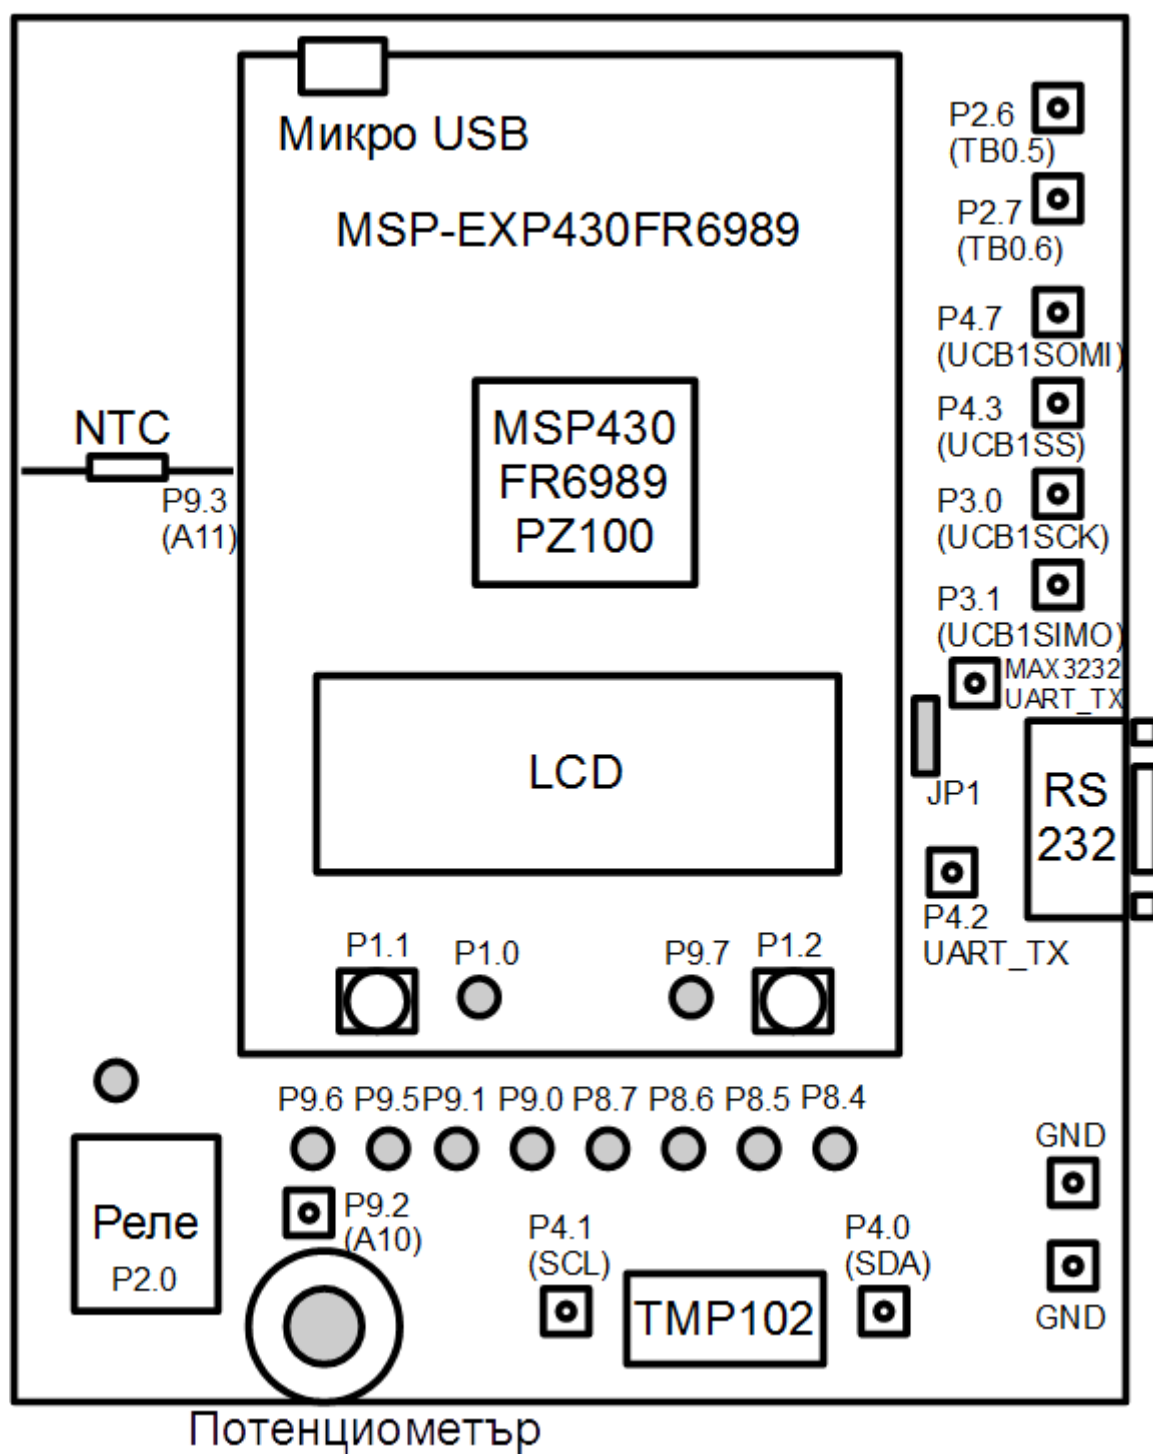 Микро USB
MSP-EXP430FR6989
P2.6
(TB0.5)
P2.7
(TB0.6)
P4.7
(UCB1SOMI)
P4.3
(UCB1SS)
P3.0
(UCB1SCK)
P3.1
(UCB1SIMO)
NTC
P9.3
(A11)
MSP430
FR6989
PZ100
MAX3232
UART_TX
LCD
JP1
RS
232
P4.2
UART_TX
P1.1
P1.0
P9.7
P1.2
P9.6
P9.5
P9.1
P9.0
P8.7
P8.6
P8.5
P8.4
GND
Реле
P2.0
P9.2
(A10)
P4.1
(SCL)
TMP102
P4.0
(SDA)
GND
Потенциометър